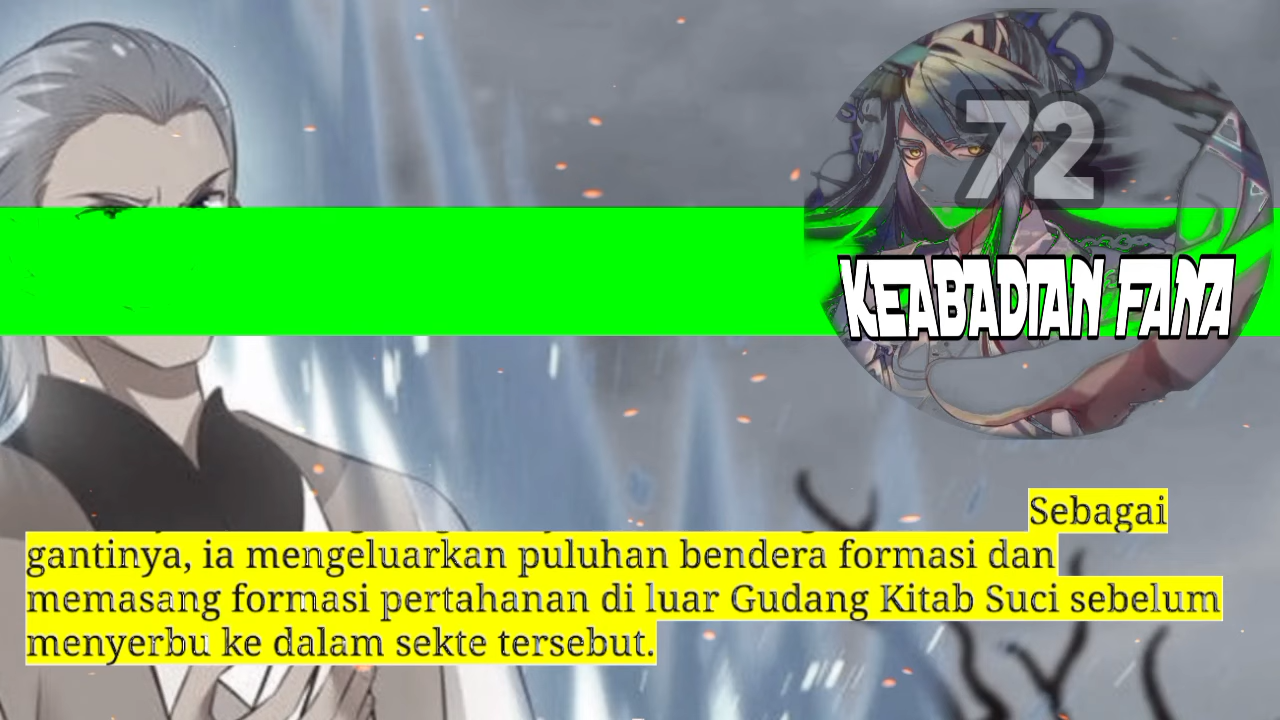 72
KEABADIAN FANA
Sebagai
gantinya, ia mengeluarkan puluhan bendera formasi dan
memasang formasi pertahanan di luar Gudang Kitab Suci sebelum
menyerbu ke dalam sekte tersebut.